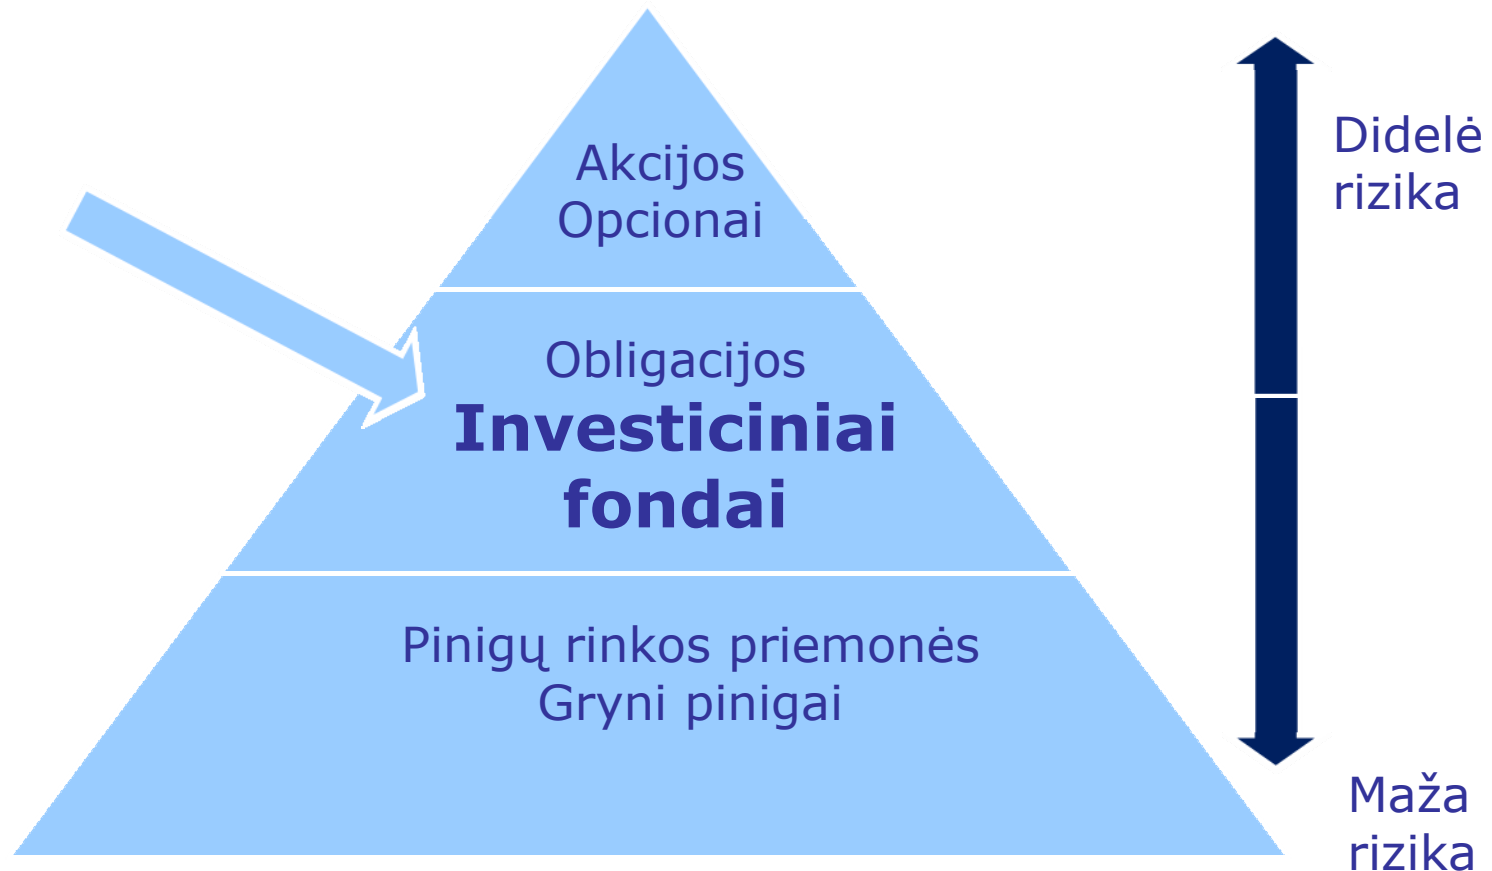 Akcijos
Opcionai
Obligacijos
Investiciniai
fondai
Pinigų rinkos priemonės
Gryni pinigai
Didelė
rizika
Maža
rizika